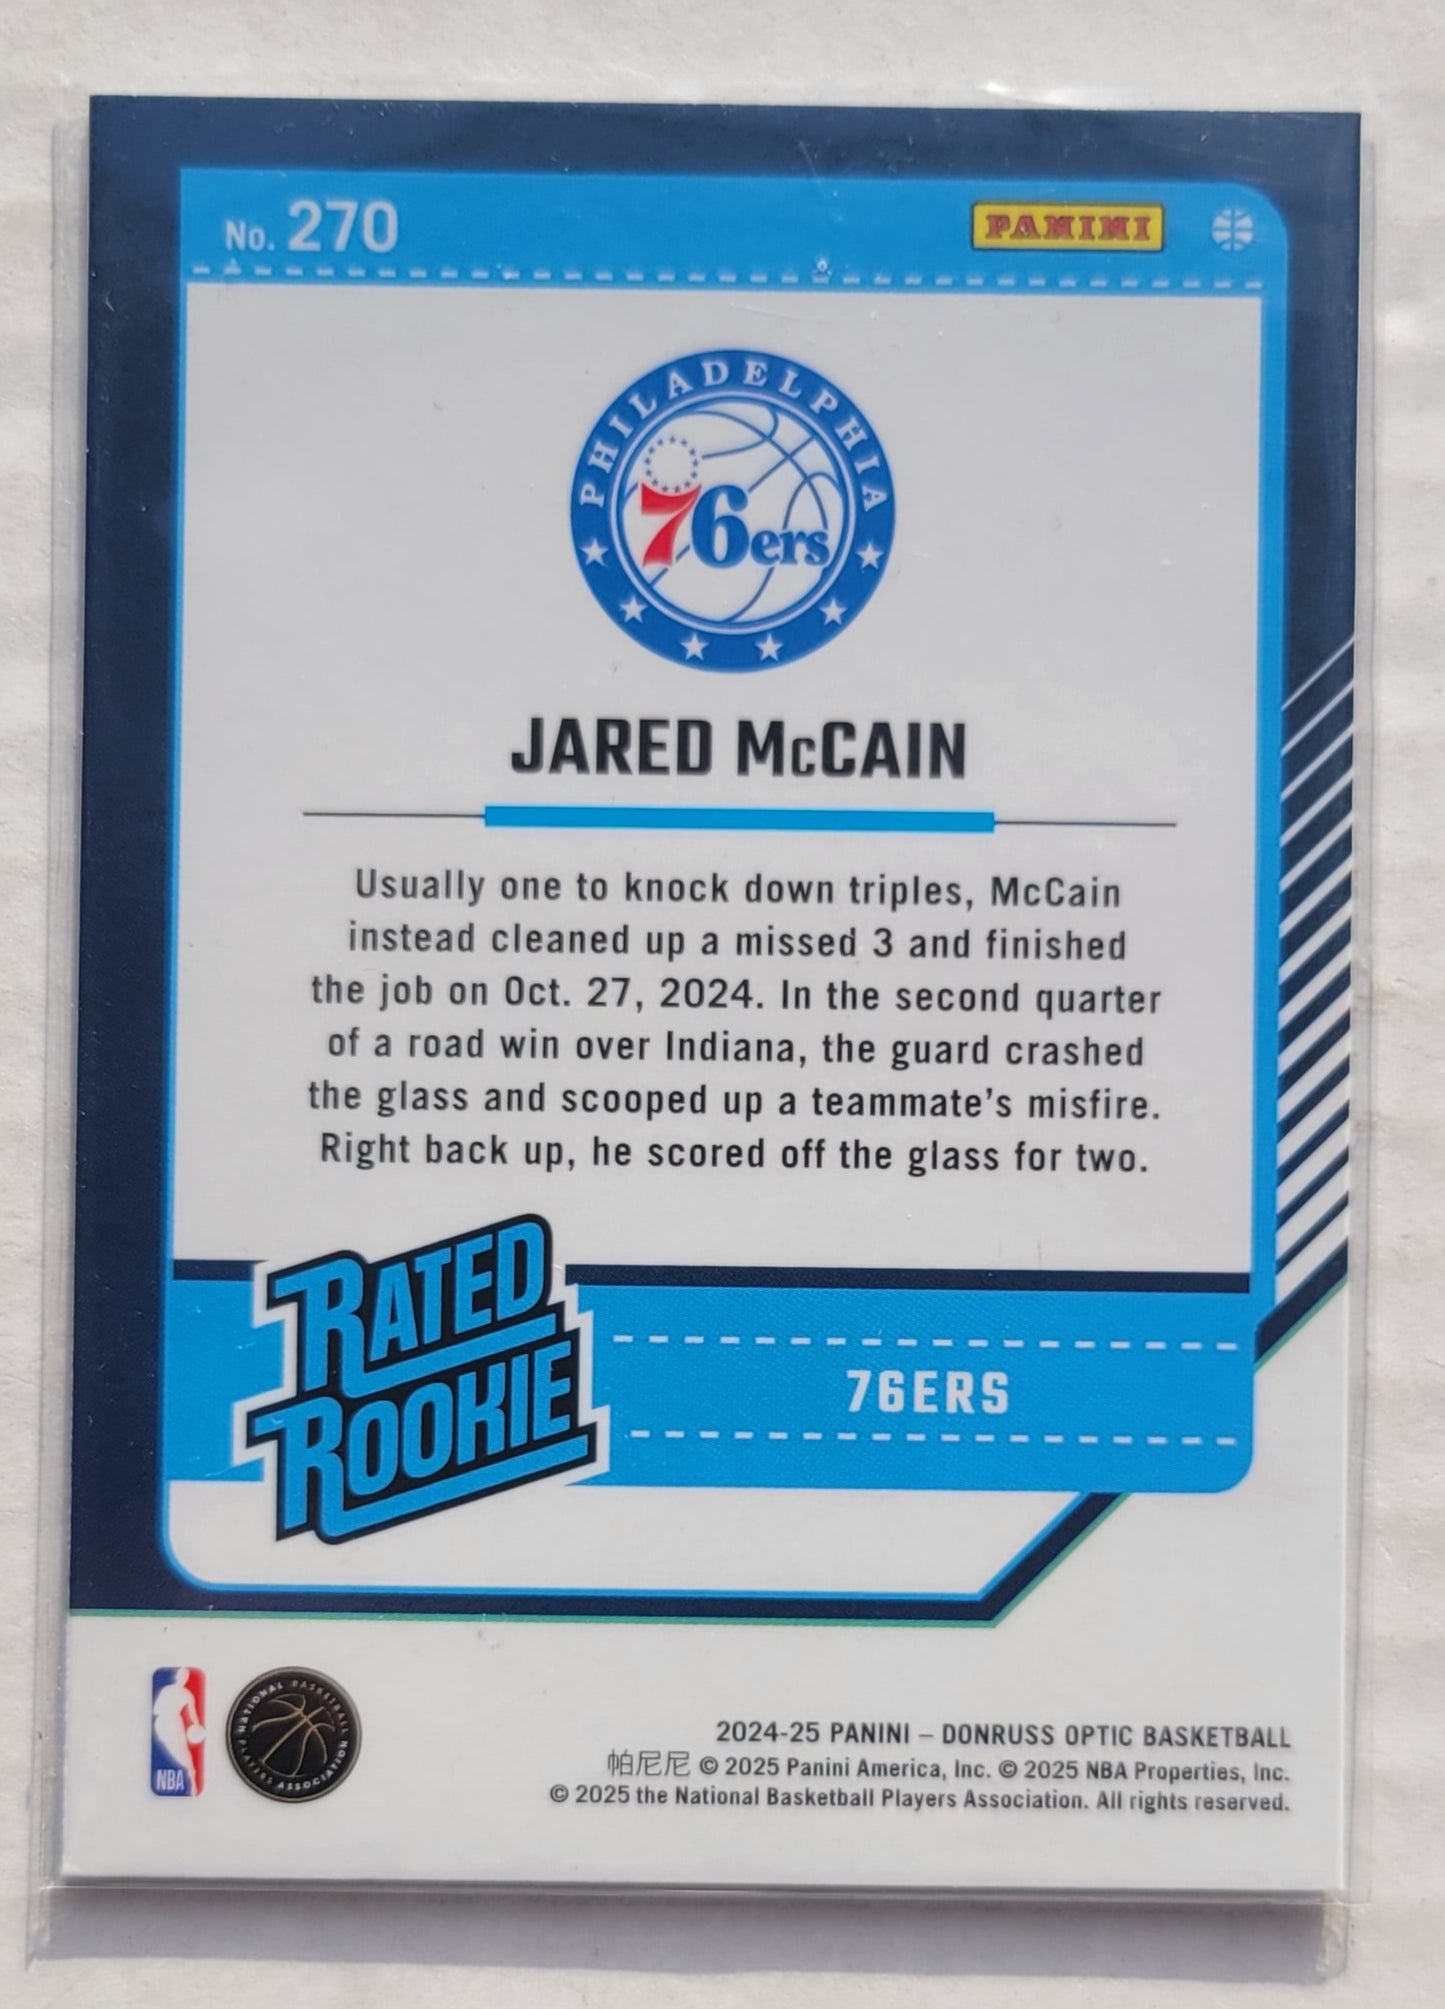 No. 270
PANINI
PHILADELPHIA
76ers
JARED McCAIN
Usually one to knock down triples, McCain
instead cleaned up a missed 3 and finished
the job on Oct. 27, 2024. In the second quarter
of a road win over Indiana, the guard crashed
the glass and scooped up a teammate's misfire.
Right back up, he scored off the glass for two.
RATED
ROOKIE
76ERS
NBA
NATIONAL BASKETBALL
PLAYERS ASSOCIATION
2024-25 PANINI – DONRUSS OPTIC BASKETBALL
帕尼尼 © 2025 Panini America, Inc. © 2025 NBA Properties, Inc.
© 2025 the National Basketball Players Association. All rights reserved.